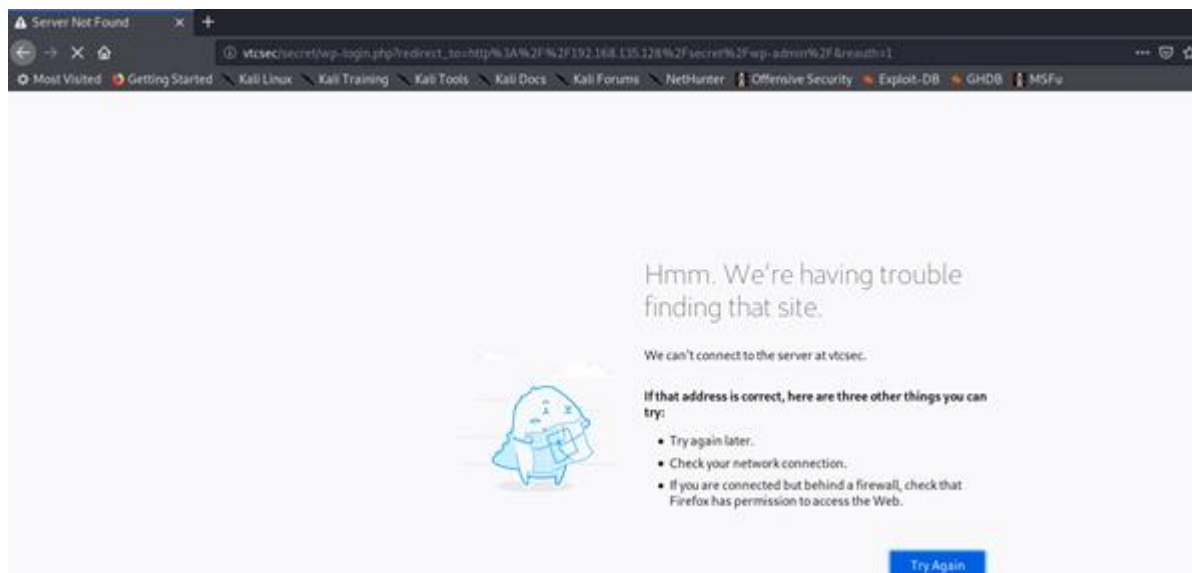 Server Not Found
vtcsec/secret/wp-login.php?redirect_to=http%3A%2F%2F192.168.135.128%2Fsecret%2Fwp-admin%2F&reauth=1
Most Visited Getting Started Kali Linux Kali Training Kali Tools Kali Docs Kali Forums NetHunter Offensive Security Exploit-DB GHDB MSFu
Hmm. We're having trouble
finding that site.
We can't connect to the server at vtcsec.
If that address is correct, here are three other things you can
try:
• Try again later.
• Check your network connection.
• If you are connected but behind a firewall, check that
Firefox has permission to access the Web.
Try Again